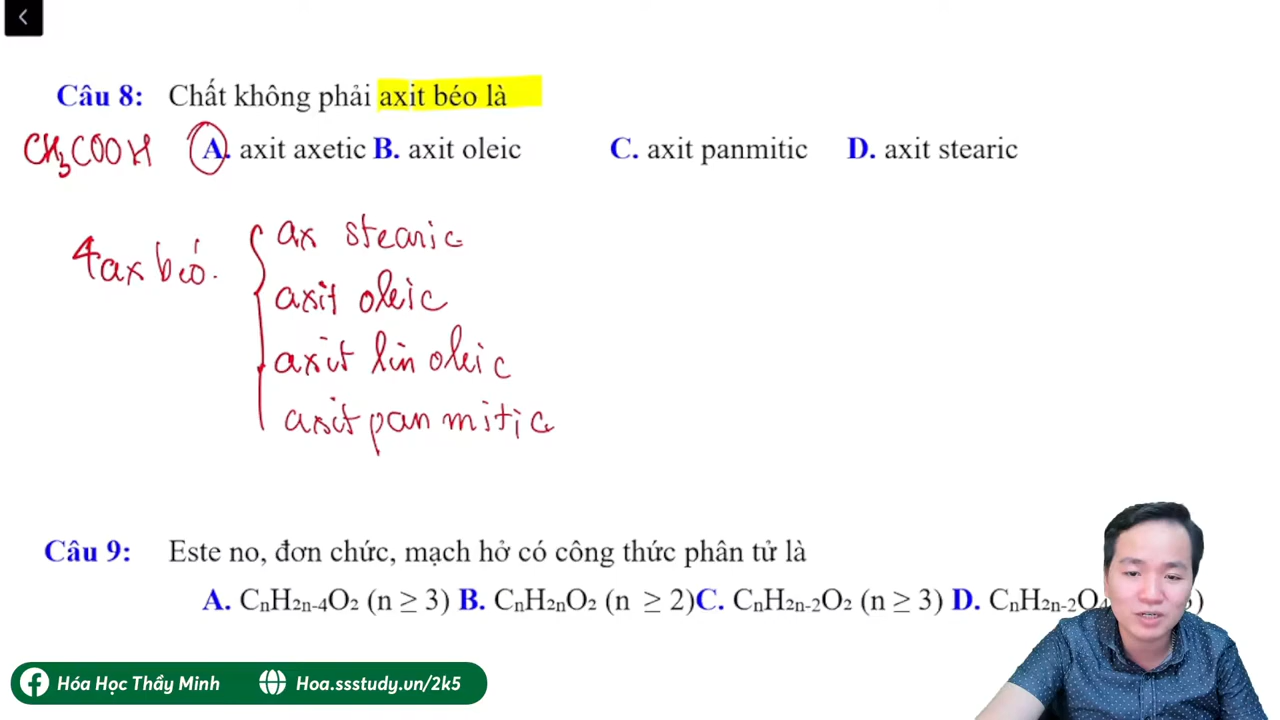 Câu 8: Chất không phải axit béo là
CH₃COOH A. axit axetic B. axit oleic C. axit panmitic D. axit stearic
4 ax béo.
ax stearic
axit oleic
axit linoleic
axit panmitic
Câu 9: Este no, đơn chức, mạch hở có công thức phân tử là
A. CₙH₂ₙ₋₄O₂ (n ≥ 3) B. CₙH₂ₙO₂ (n ≥ 2)C. CₙH₂ₙ₋₂O₂ (n ≥ 3) D. CₙH₂ₙ₋₂O
Hóa Học Thầy Minh Hoa.ssstudy.vn/2k5